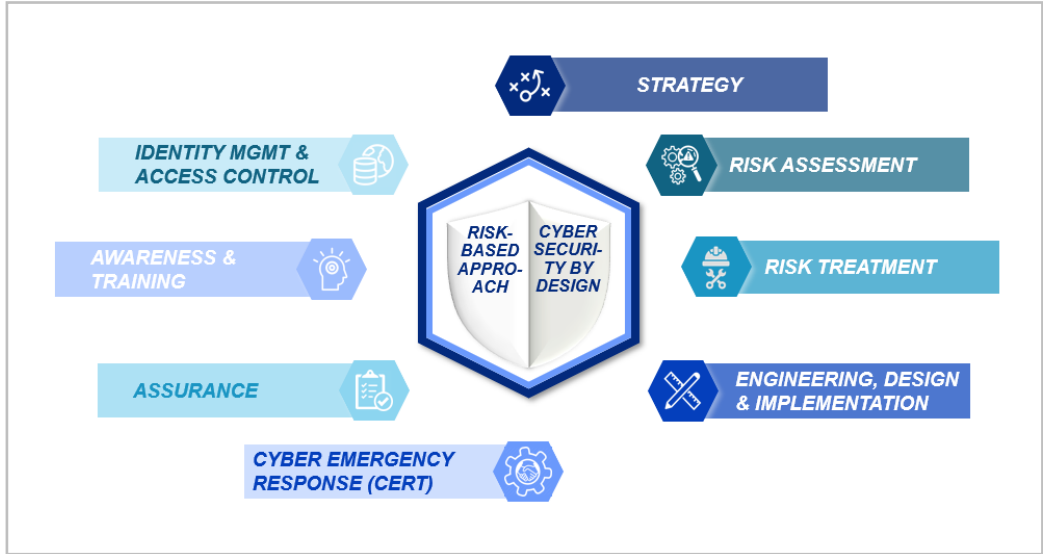 STRATEGY
IDENTITY MGMT &
ACCESS CONTROL
RISK ASSESSMENT
RISK-
BASED
APPRO-
ACH
CYBER
SECURI-
TY BY
DESIGN
AWARENESS &
TRAINING
RISK TREATMENT
ASSURANCE
ENGINEERING, DESIGN
& IMPLEMENTATION
CYBER EMERGENCY
RESPONSE (CERT)